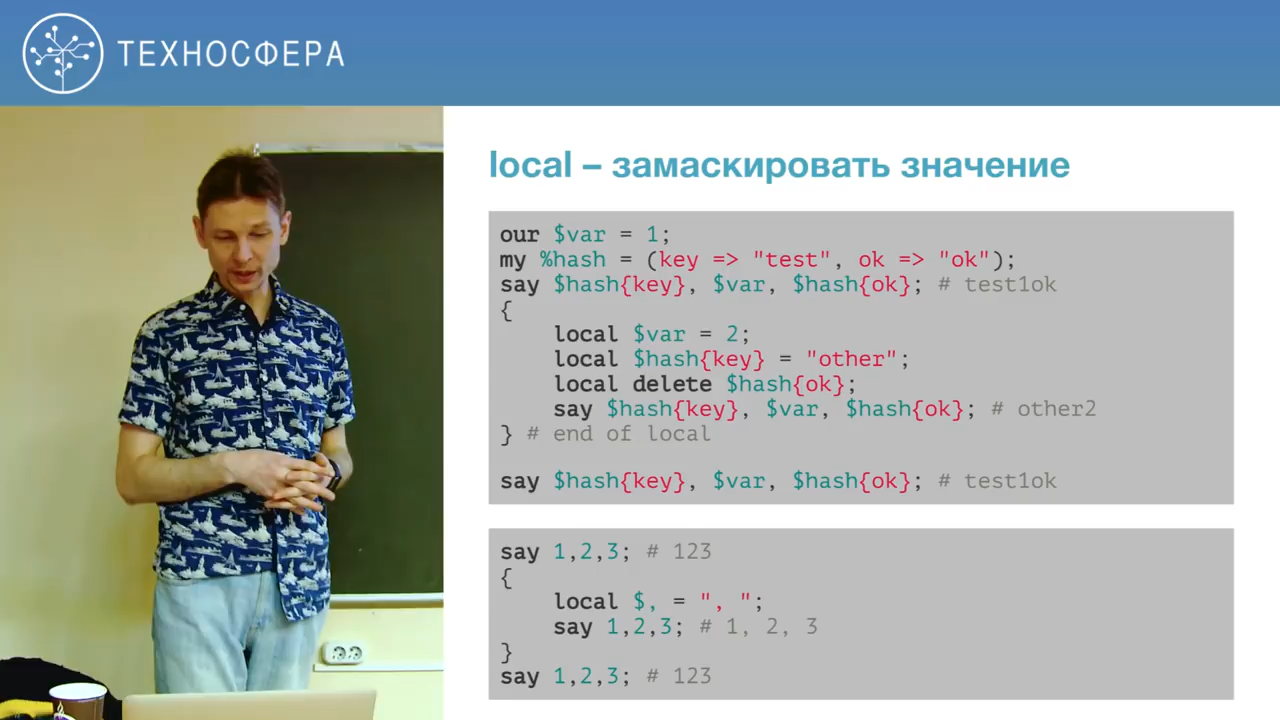 ТЕХНОСФЕРА
local – замаскировать значение
our $var = 1;
my %hash = (key => "test", ok => "ok");
say $hash{key}, $var, $hash{ok}; # test1ok
{
    local $var = 2;
    local $hash{key} = "other";
    local delete $hash{ok};
    say $hash{key}, $var, $hash{ok}; # other2
} # end of local
say $hash{key}, $var, $hash{ok}; # test1ok
say 1,2,3; # 123
{
    local $, = ", ";
    say 1,2,3; # 1, 2, 3
}
say 1,2,3; # 123